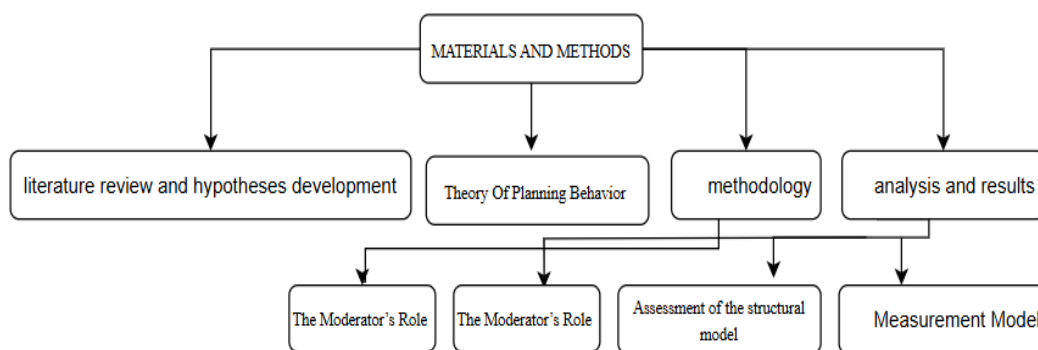 MATERIALS AND METHODS
literature review and hypotheses development
Theory Of Planning Behavior
methodology
analysis and results
The Moderator's Role
The Moderator's Role
Assessment of the structural
model
Measurement Model